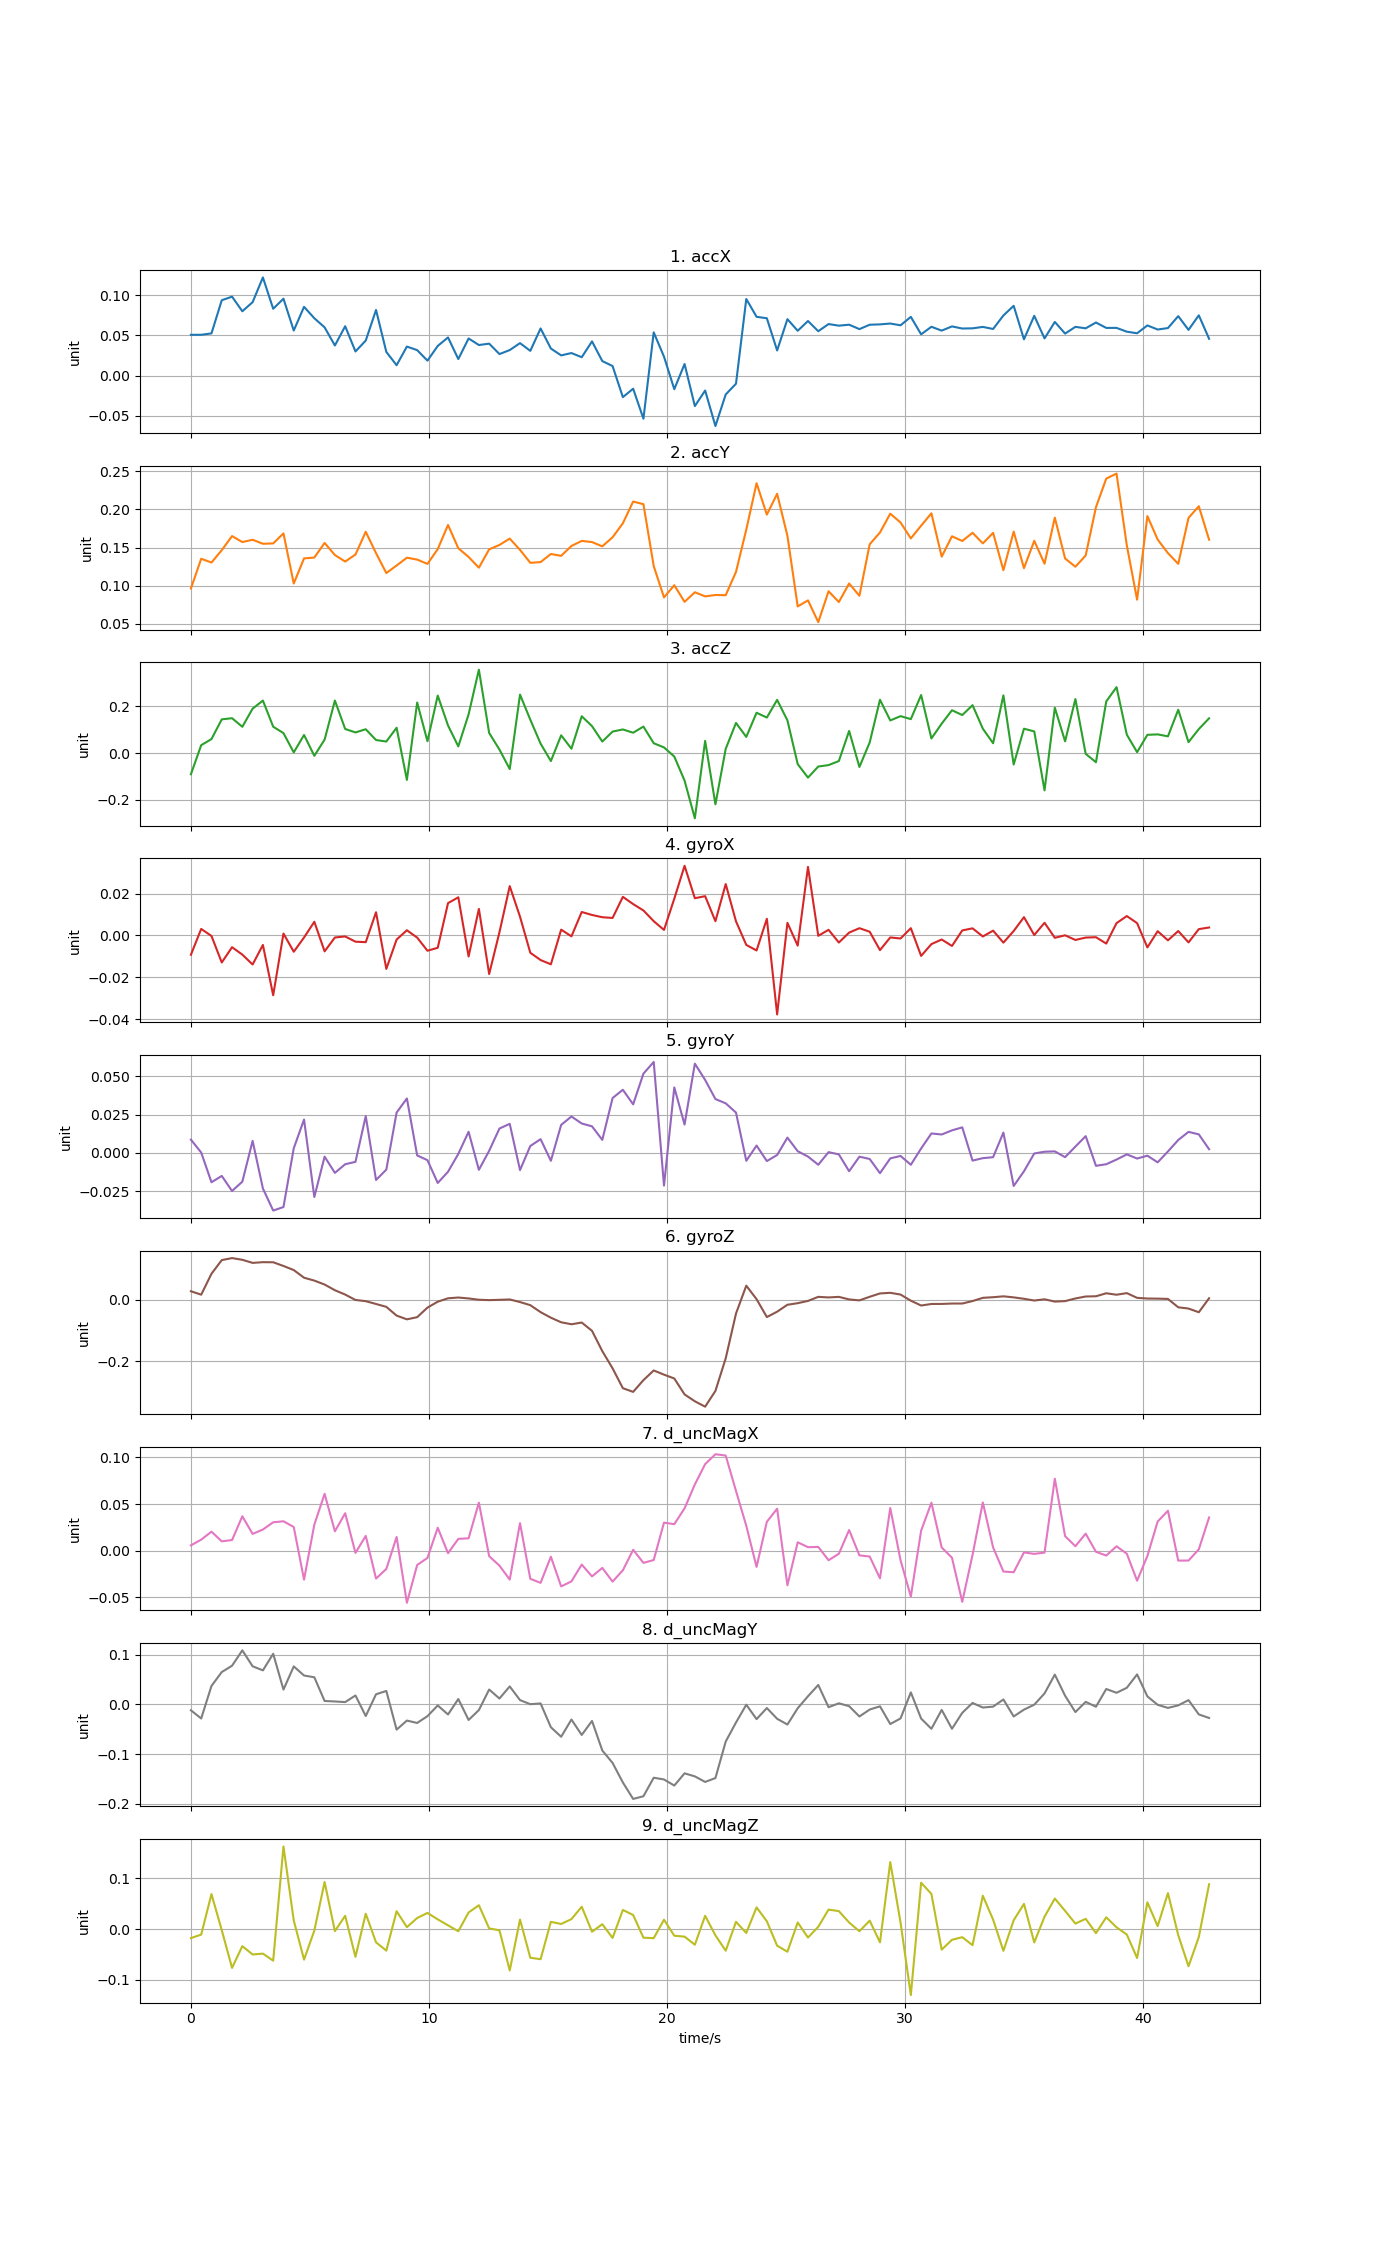 1. accX
0.10
0.05
0.00
−0.05
unit
2. accY
0.25
0.20
0.15
0.10
0.05
unit
3. accZ
0.2
0.0
−0.2
unit
4. gyroX
0.02
0.00
−0.02
−0.04
unit
5. gyroY
0.050
0.025
0.000
−0.025
unit
6. gyroZ
0.0
−0.2
unit
7. d_uncMagX
0.10
0.05
0.00
−0.05
unit
8. d_uncMagY
0.1
0.0
−0.1
−0.2
unit
9. d_uncMagZ
0.1
0.0
−0.1
unit
0 10 20 30 40
time/s